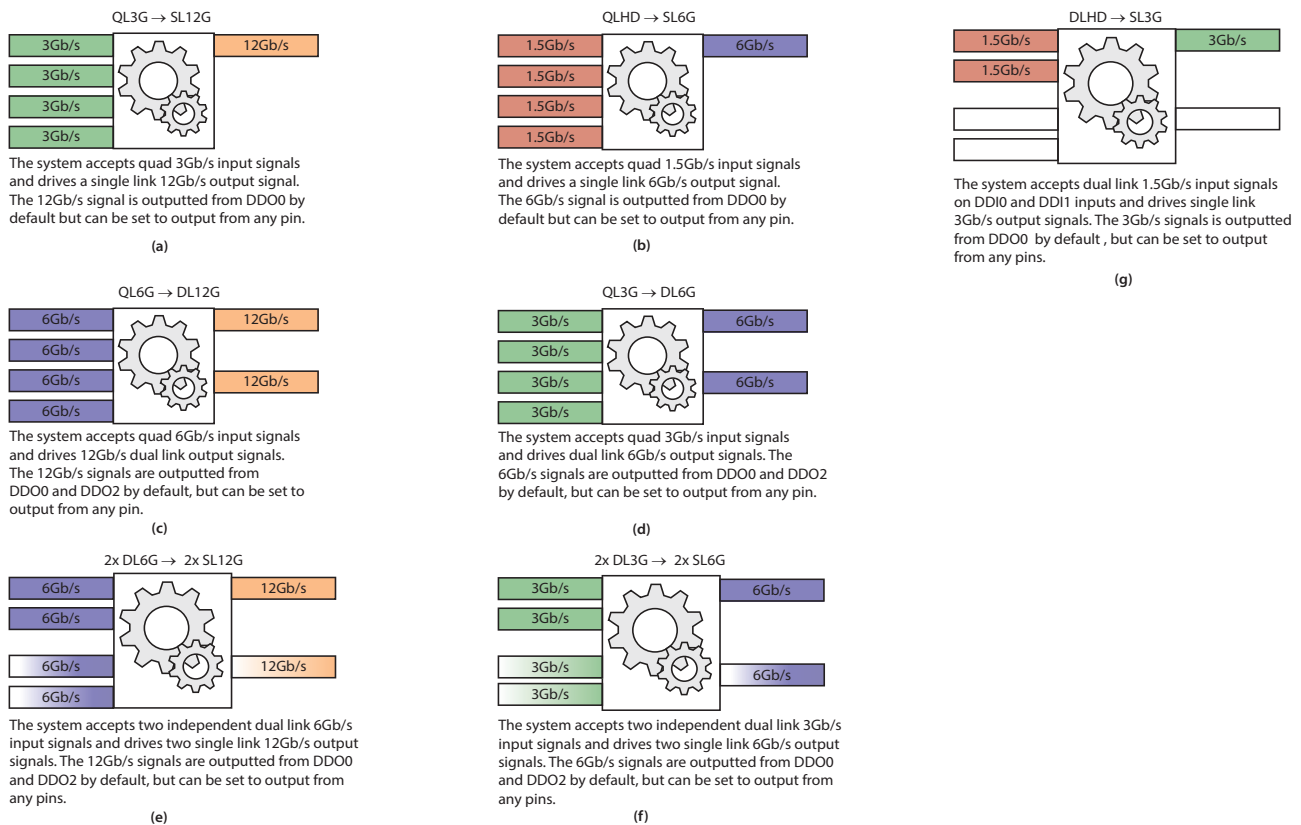 QL3G → SL12G
3Gb/s
12Gb/s
3Gb/s
3Gb/s
3Gb/s
The system accepts quad 3Gb/s input signals
and drives a single link 12Gb/s output signal.
The 12Gb/s signal is outputted from DDO0 by
default but can be set to output from any pin.
(a)
QLHD → SL6G
1.5Gb/s
6Gb/s
1.5Gb/s
1.5Gb/s
1.5Gb/s
The system accepts quad 1.5Gb/s input signals
and drives a single link 6Gb/s output signal.
The 6Gb/s signal is outputted from DDO0 by
default but can be set to output from any pin.
(b)
DLHD → SL3G
1.5Gb/s
3Gb/s
1.5Gb/s
The system accepts dual link 1.5Gb/s input signals
on DDI0 and DDI1 inputs and drives single link
3Gb/s output signals. The 3Gb/s signals is outputted
from DDO0 by default , but can be set to output
from any pins.
(g)
QL6G → DL12G
6Gb/s
12Gb/s
6Gb/s
6Gb/s
12Gb/s
6Gb/s
The system accepts quad 6Gb/s input signals
and drives 12Gb/s dual link output signals.
The 12Gb/s signals are outputted from
DDO0 and DDO2 by default, but can be set to
output from any pin.
(c)
QL3G → DL6G
3Gb/s
6Gb/s
3Gb/s
3Gb/s
6Gb/s
3Gb/s
The system accepts quad 3Gb/s input signals
and drives dual link 6Gb/s output signals. The
6Gb/s signals are outputted from DDO0 and DDO2
by default, but can be set to output from any pin.
(d)
2x DL6G → 2x SL12G
6Gb/s
12Gb/s
6Gb/s
6Gb/s
12Gb/s
6Gb/s
The system accepts two independent dual link 6Gb/s
input signals and drives two single link 12Gb/s output
signals. The 12Gb/s signals are outputted from DDO0
and DDO2 by default, but can be set to output from
any pins.
(e)
2x DL3G → 2x SL6G
3Gb/s
6Gb/s
3Gb/s
3Gb/s
6Gb/s
3Gb/s
The system accepts two independent dual link 3Gb/s
input signals and drives two single link 6Gb/s output
signals. The 6Gb/s signals are outputted from DDO0
and DDO2 by default, but can be set to output from
any pins.
(f)